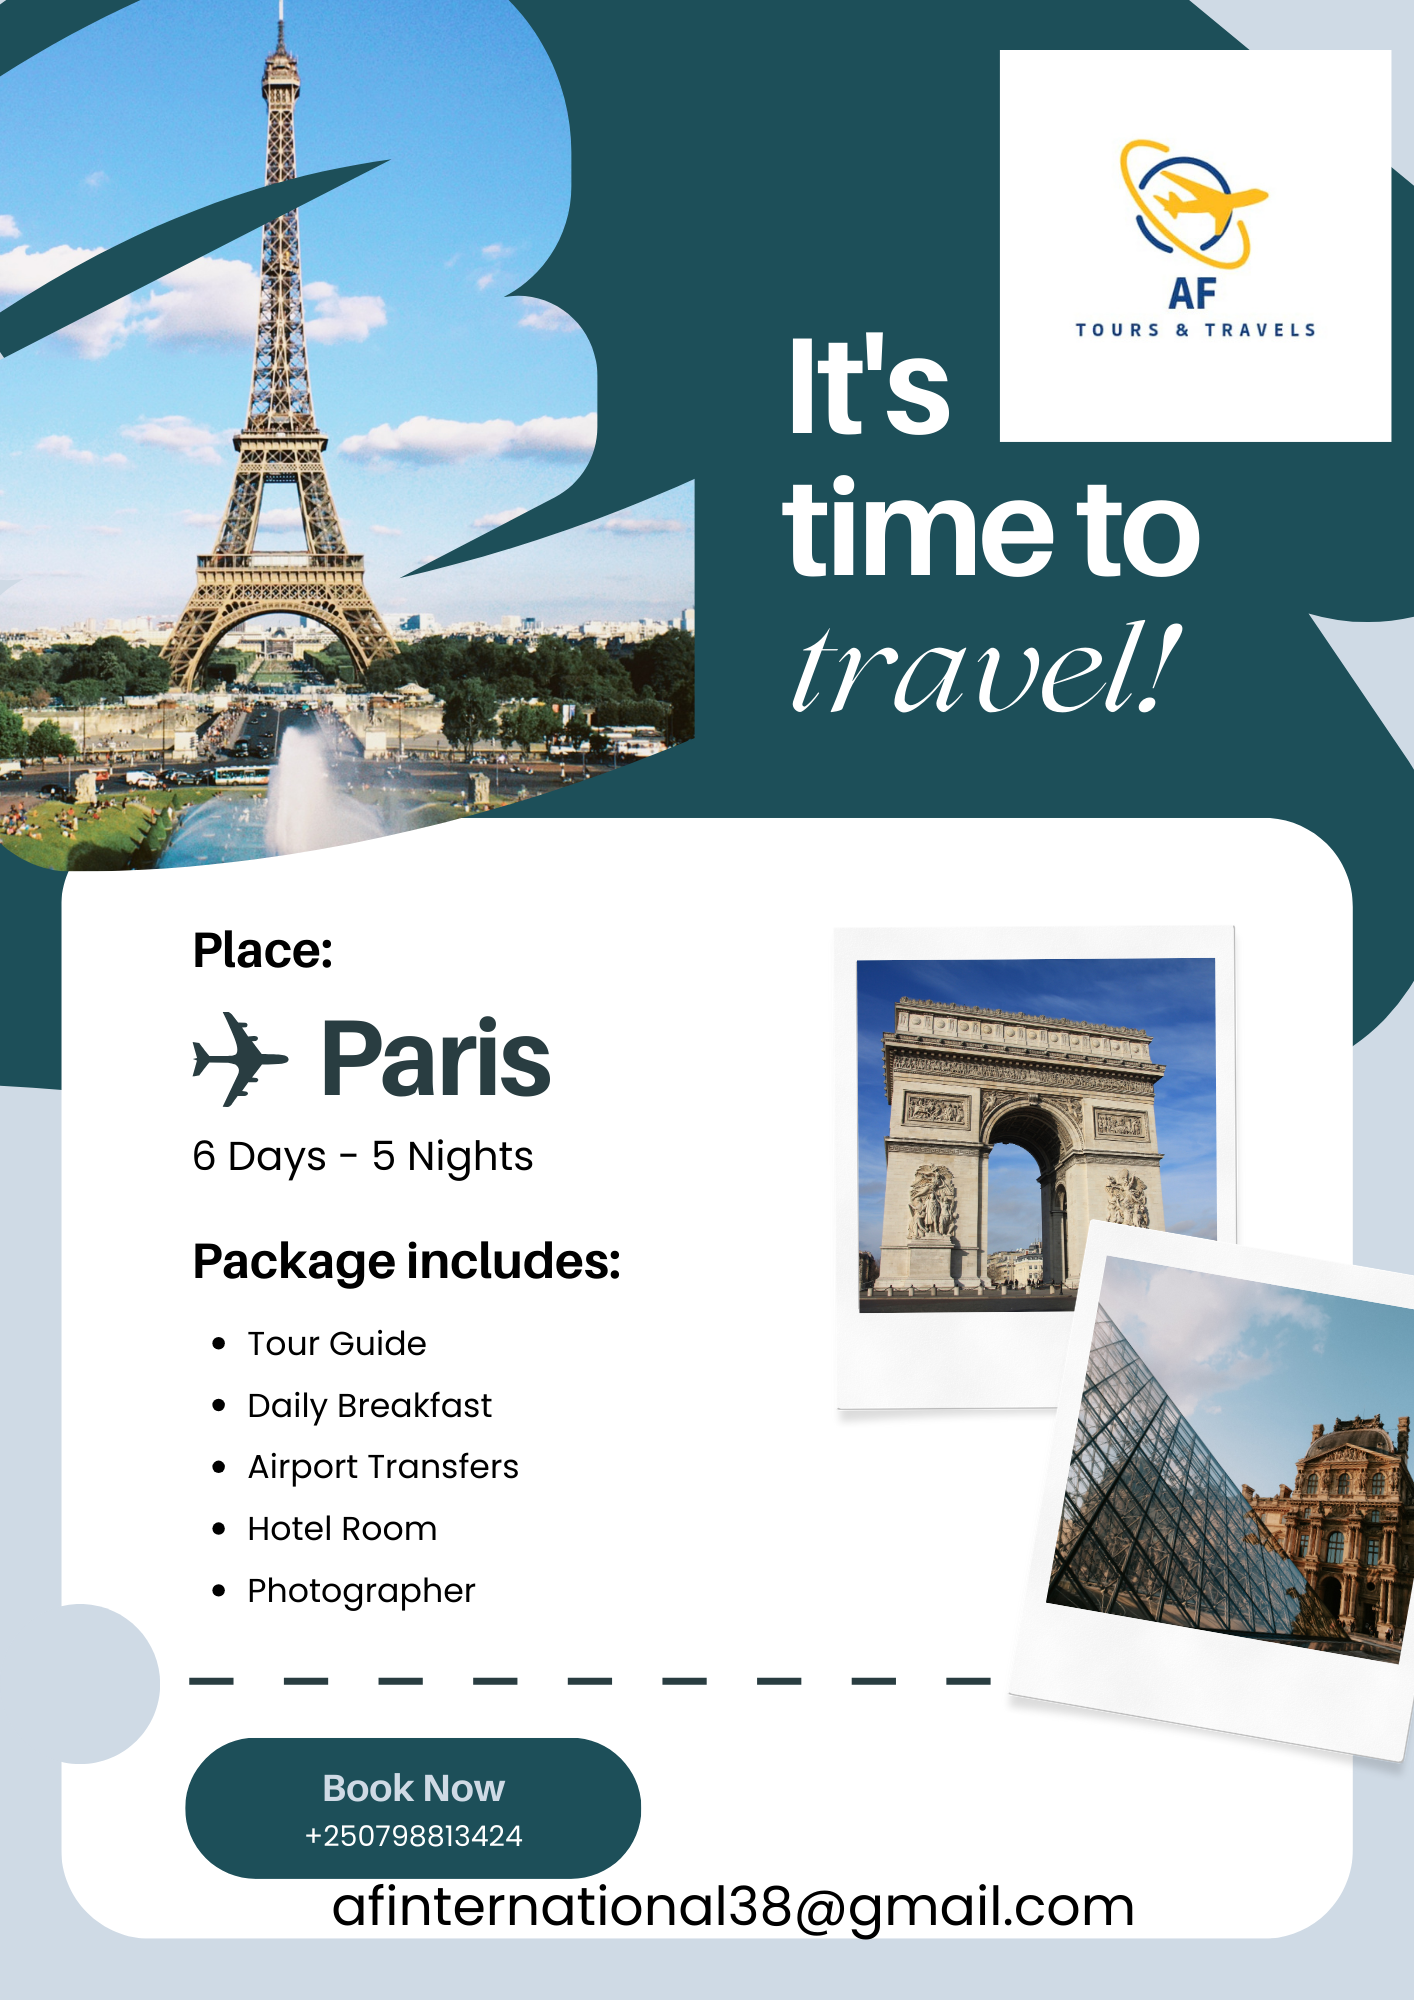 AF
TOURS & TRAVELS
It's
time to
travel!
Place:
Paris
6 Days - 5 Nights
Package includes:
• Tour Guide
• Daily Breakfast
• Airport Transfers
• Hotel Room
• Photographer
Book Now
+250798813424
afinternational38@gmail.com